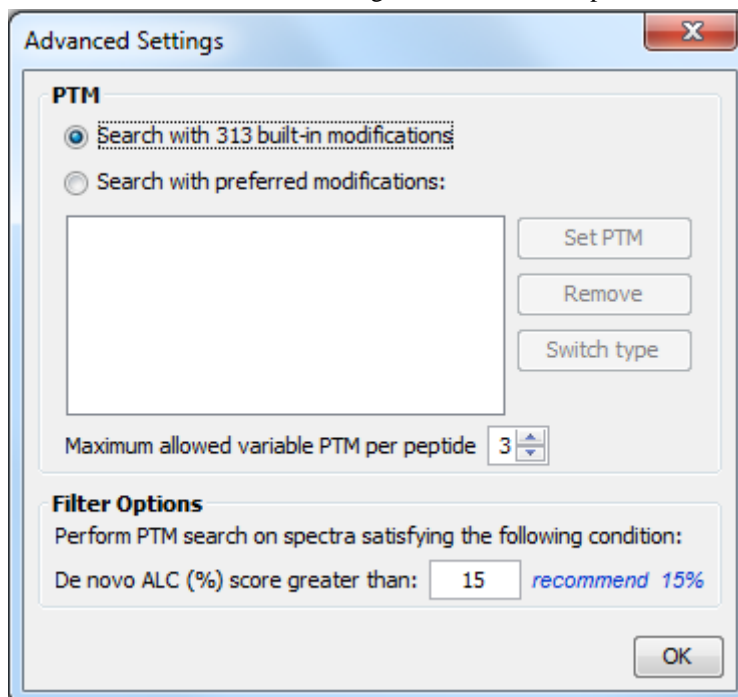 Advanced Settings
PTM
Search with 313 built-in modifications
Search with preferred modifications:
Set PTM
Remove
Switch type
Maximum allowed variable PTM per peptide 3
Filter Options
Perform PTM search on spectra satisfying the following condition:
De novo ALC (%) score greater than: 15 recommend 15%
OK